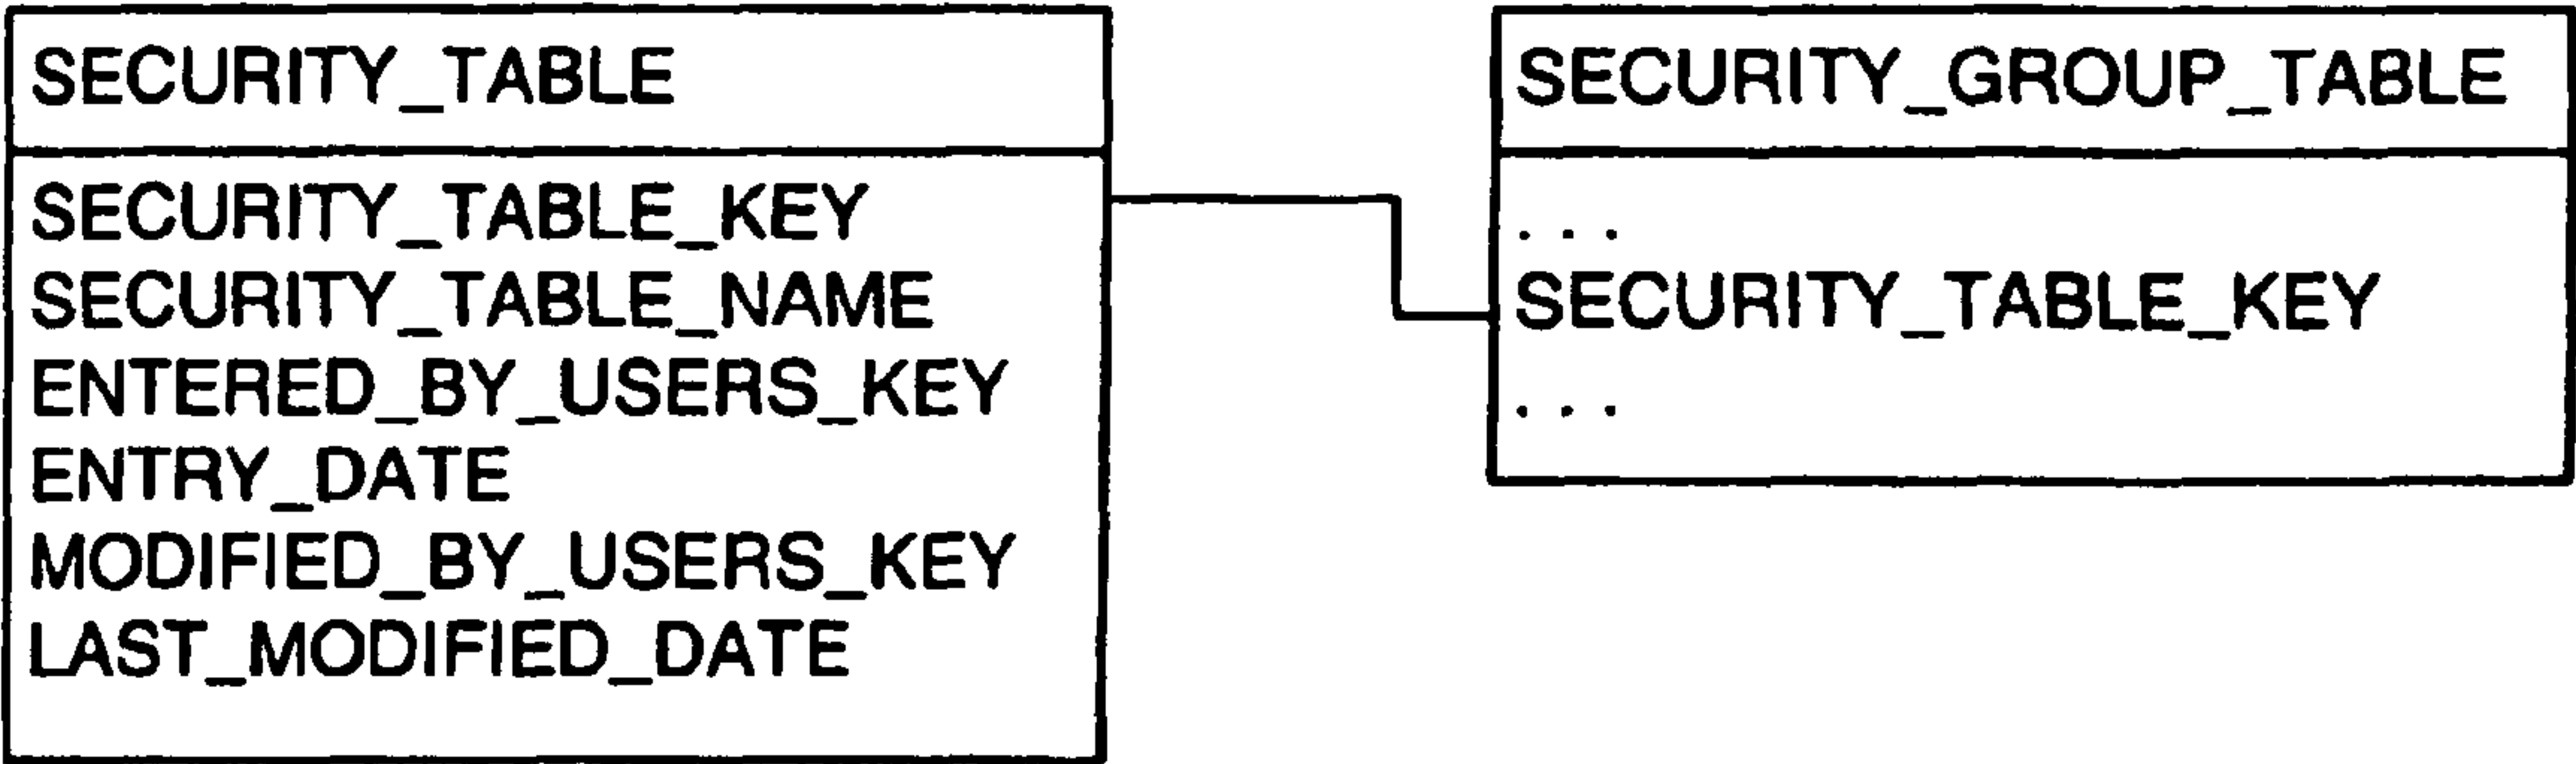 SECURITY_TABLE
SECURITY_TABLE_KEY
SECURITY_TABLE_NAME
ENTERED_BY_USERS_KEY
ENTRY_DATE
MODIFIED_BY_USERS_KEY
LAST_MODIFIED_DATE
SECURITY_GROUP_TABLE
. . .
SECURITY_TABLE_KEY
. . .